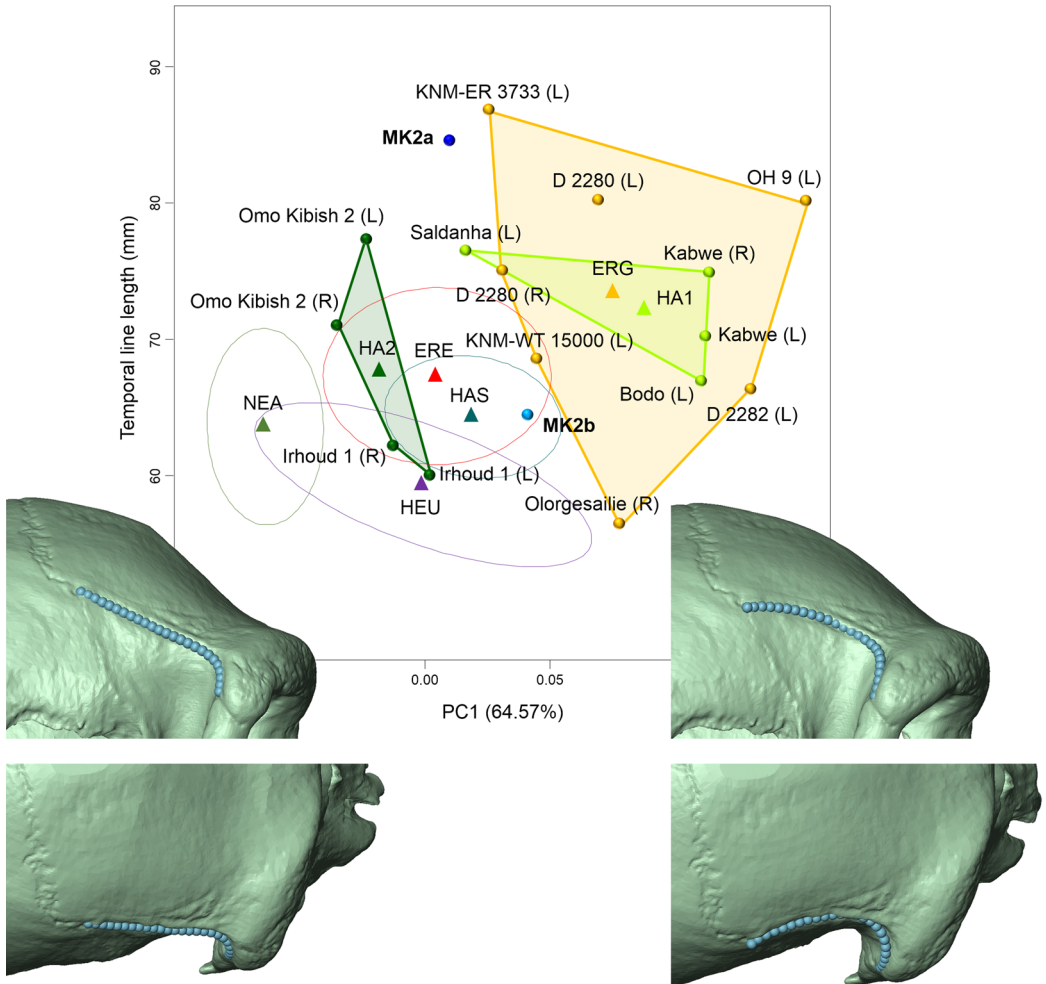 90
KNM-ER 3733 (L)
MK2a
D 2280 (L)
OH 9 (L)
80
Omo Kibish 2 (L)
Saldanha (L)
Kabwe (R)
ERG
Omo Kibish 2 (R)
D 2280 (R)
HA1
Temporal line length (mm)
70
HA2
ERE
KNM-WT 15000 (L)
Kabwe (L)
NEA
HAS
Bodo (L)
MK2b
D 2282 (L)
Irhoud 1 (R)
60
Irhoud 1 (L)
HEU
Olorgesailie (R)
0.00
0.05
PC1 (64.57%)